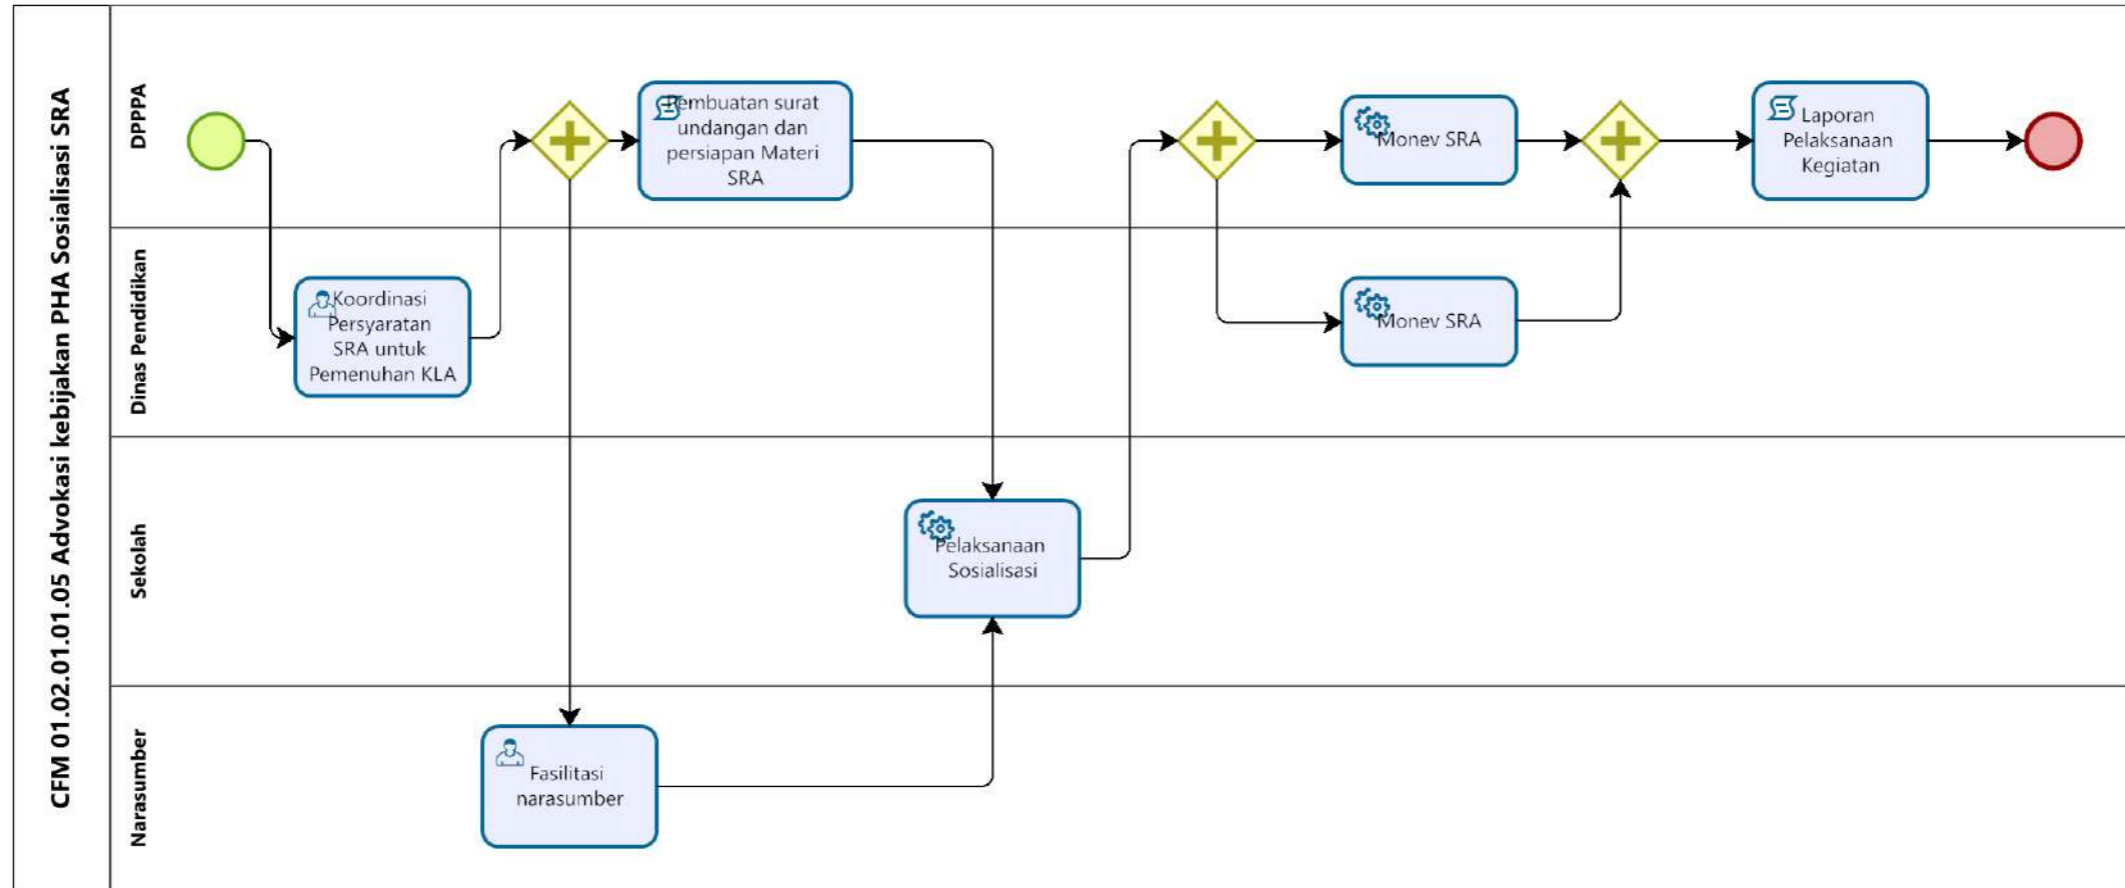 CFM 01.02.01.01.01.05 Advokasi kebijakan PHA Sosialisasi SRA
DPPPA
Pembuatan surat
undangan dan
persiapan Materi
SRA
Monev SRA
Laporan
Pelaksanaan
Kegiatan
Dinas Pendidikan
Koordinasi
Persyaratan
SRA untuk
Pemenuhan KLA
Monev SRA
Sekolah
Pelaksanaan
Sosialisasi
Narasumber
Fasilitasi
narasumber